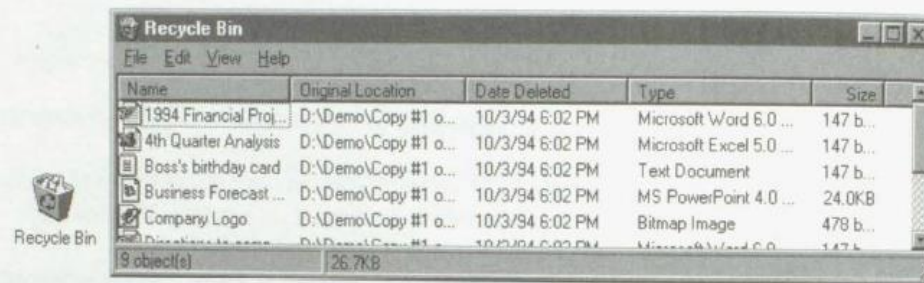 Recycle Bin
File Edit View Help
Name Original Location Date Deleted Type Size
1994 Financial Proj... D:\Demo\Copy #1 o... 10/3/94 6:02 PM Microsoft Word 6.0 ... 147 b...
4th Quarter Analysis D:\Demo\Copy #1 o... 10/3/94 6:02 PM Microsoft Excel 5.0 ... 147 b...
Boss's birthday card D:\Demo\Copy #1 o... 10/3/94 6:02 PM Text Document 147 b...
Business Forecast ... D:\Demo\Copy #1 o... 10/3/94 6:02 PM MS PowerPoint 4.0 ... 24.0KB
Company Logo D:\Demo\Copy #1 o... 10/3/94 6:02 PM Bitmap Image 478 b...
9 object(s) 26.7KB
Recycle Bin